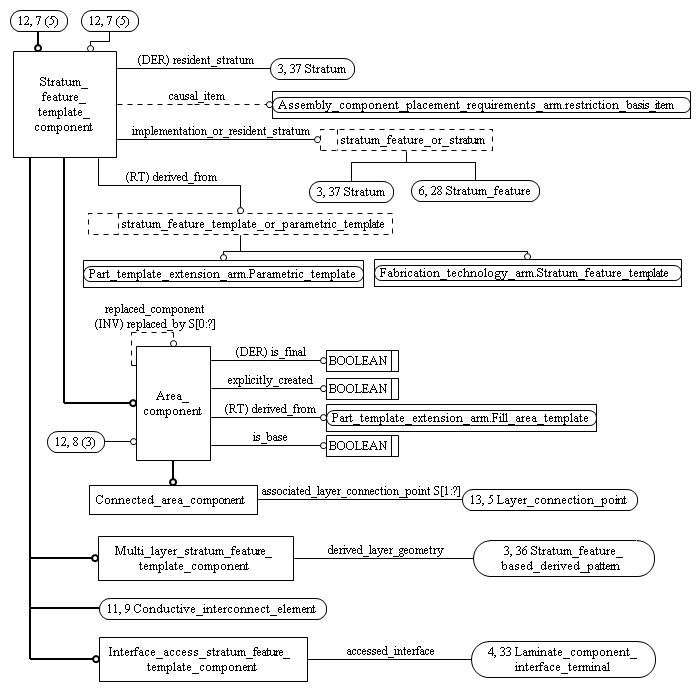 12, 7 (5)
12, 7 (5)
(DER) resident_stratum
3, 37 Stratum
Stratum_
feature_
template_
component
causal_item
Assembly_component_placement_requirements_arm.restriction_basis_item
implementation_or_resident_stratum
stratum_feature_or_stratum
(RT) derived_from
3, 37 Stratum
6, 28 Stratum_feature
stratum_feature_template_or_parametric_template
Part_template_extension_arm.Parametric_template
Fabrication_technology_arm.Stratum_feature_template
replaced_component
(INV) replaced_by S[0:?]
(DER) is_final
BOOLEAN
explicitly_created
BOOLEAN
Area_
component
(RT) derived_from
Part_template_extension_arm.Fill_area_template
12, 8 (3)
is_base
BOOLEAN
Connected_area_component
associated_layer_connection_point S[1:?]
13, 5 Layer_connection_point
Multi_layer_stratum_feature_
template_component
derived_layer_geometry
3, 36 Stratum_feature_
based_derived_pattern
11, 9 Conductive_interconnect_element
Interface_access_stratum_feature_
template_component
accessed_interface
4, 33 Laminate_component_
interface_terminal